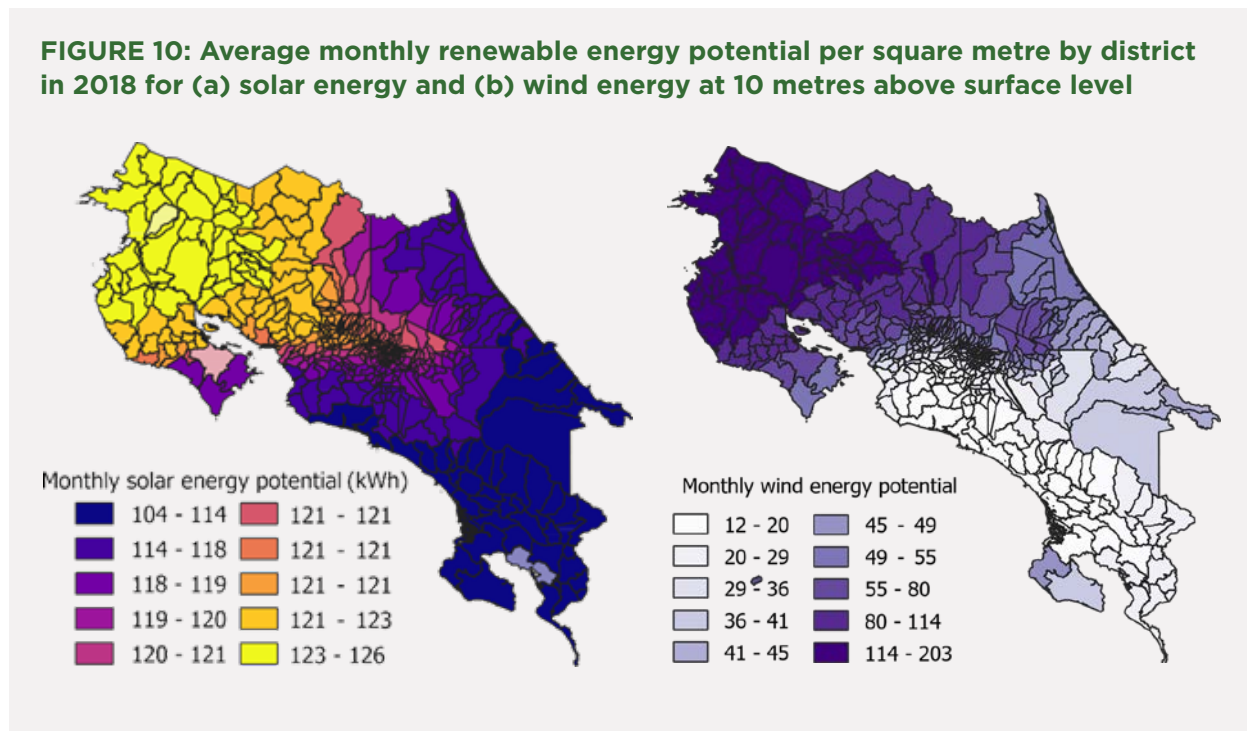 FIGURE 10: Average monthly renewable energy potential per square metre by district
in 2018 for (a) solar energy and (b) wind energy at 10 metres above surface level
Monthly solar energy potential (kWh)
104 - 114
114 - 118
118 - 119
119 - 120
120 - 121
121 - 121
121 - 121
121 - 121
121 - 123
123 - 126
Monthly wind energy potential
12 - 20
20 - 29
29 - 36
36 - 41
41 - 45
45 - 49
49 - 55
55 - 80
80 - 114
114 - 203